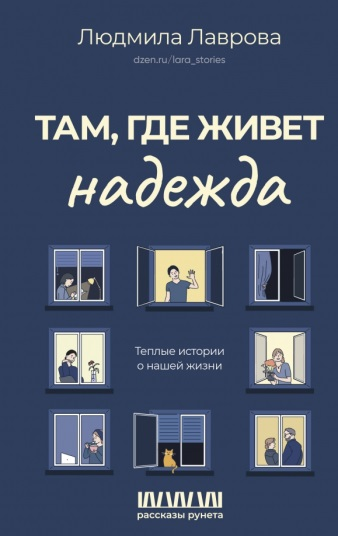 Людмила Лаврова
dzen.ru/lara_stories
ТАМ, ГДЕ ЖИВЕТ
надежда
Теплые истории
о нашей жизни
рассказы рунета